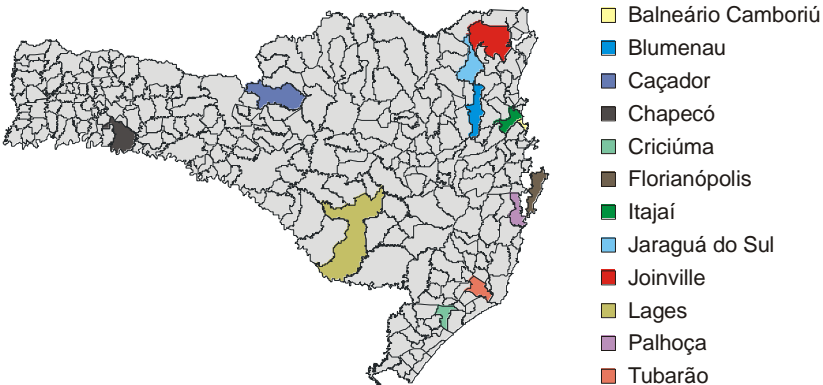 Balneário Camboriú
Blumenau
Caçador
Chapecó
Criciúma
Florianópolis
Itajaí
Jaraguá do Sul
Joinville
Lages
Palhoça
Tubarão